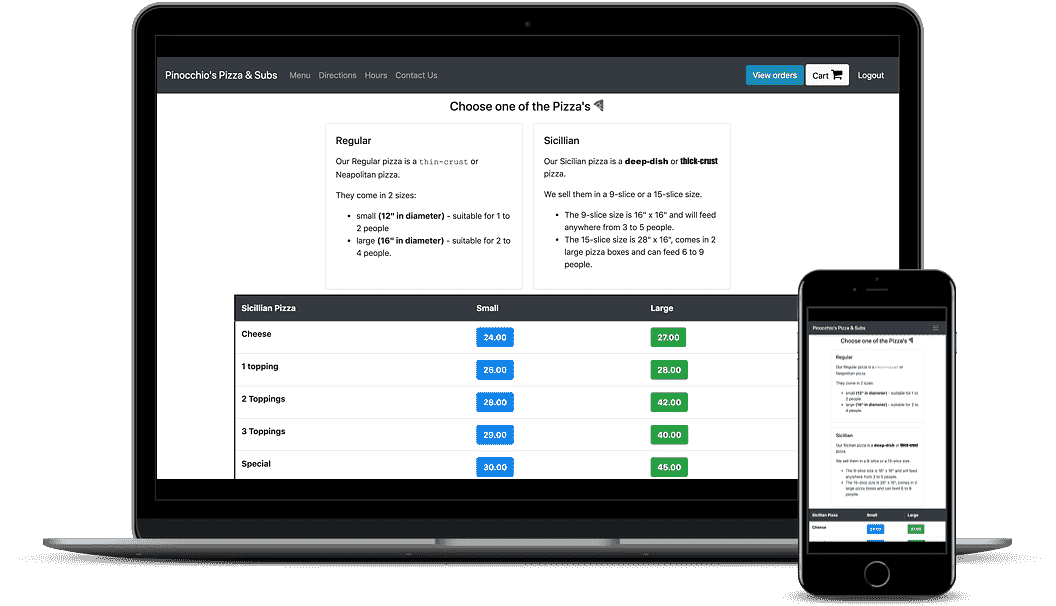 Pinocchio's Pizza & Subs Menu Directions Hours Contact Us View orders Cart Logout
Choose one of the Pizza's
Regular
Our Regular pizza is a thin-crust or
Neapolitan pizza.
They come in 2 sizes:
small (12" in diameter) - suitable for 1 to
2 people
large (16" in diameter) - suitable for 2 to
4 people.
Sicillian
Our Sicilian pizza is a deep-dish or thick-crust
pizza.
We sell them in a 9-slice or a 15-slice size.
The 9-slice size is 16" x 16" and will feed
anywhere from 3 to 5 people.
The 15-slice size is 28" x 16", comes in 2
large pizza boxes and can feed 6 to 9
people.
Sicillian Pizza Small Large
Cheese 24.00 27.00
1 topping 26.00 28.00
2 Toppings 28.00 42.00
3 Toppings 29.00 40.00
Special 30.00 45.00
Pinocchio's Pizza & Subs
Choose one of the Pizza's
Regular
Our Regular pizza is a thin-crust or
Neapolitan pizza.
They come in 2 sizes:
small (12" in diameter) - suitable for 1 to
2 people
large (16" in diameter) - suitable for 2 to
4 people.
Sicillian
Our Sicilian pizza is a deep-dish or thick-crust
pizza.
We sell them in a 9-slice or a 15-slice size.
The 9-slice size is 16" x 16" and will feed
anywhere from 3 to 5 people.
The 15-slice size is 28" x 16", comes in 2
large pizza boxes and can feed 6 to 9
people.
Sicillian Pizza Small Large
Cheese 24.00 27.00